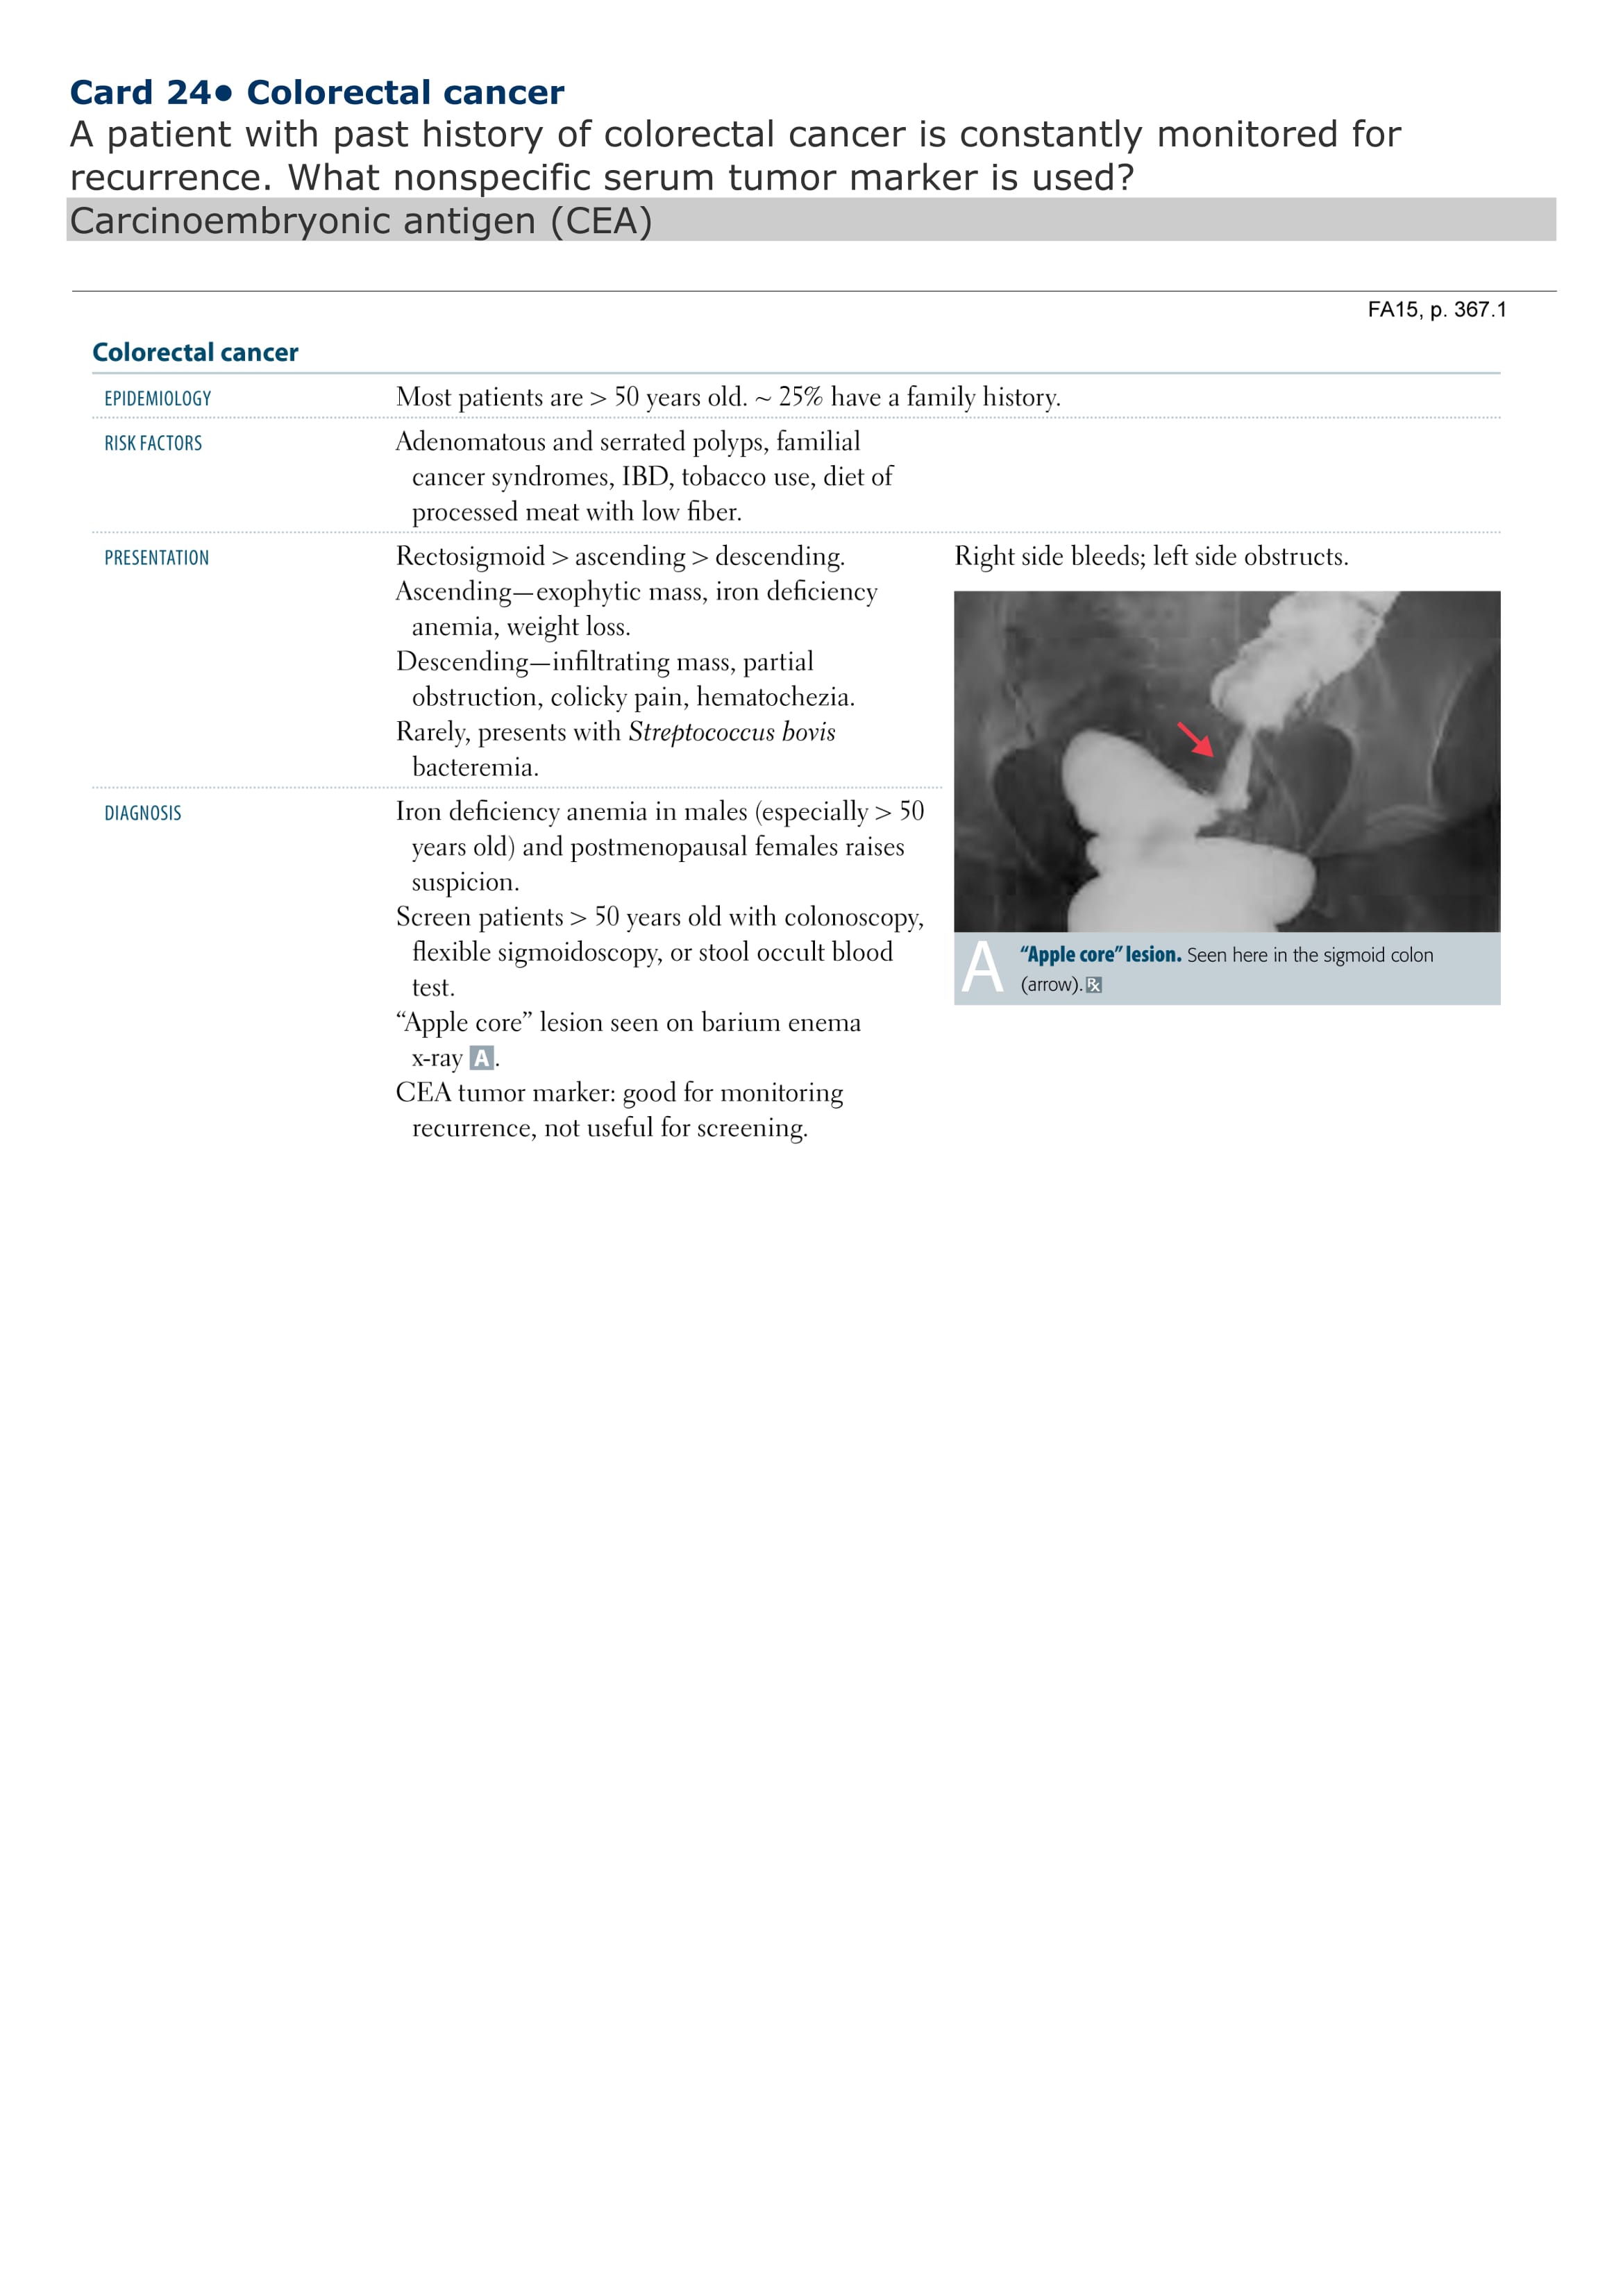 Card 24● Colorectal cancer
A patient with past history of colorectal cancer is constantly monitored for
recurrence. What nonspecific serum tumor marker is used?
Carcinoembryonic antigen (CEA)
FA15, p. 367.1
Colorectal cancer
EPIDEMIOLOGY
Most patients are > 50 years old. ~ 25% have a family history.
RISK FACTORS
Adenomatous and serrated polyps, familial
cancer syndromes, IBD, tobacco use, diet of
processed meat with low fiber.
PRESENTATION
Rectosigmoid > ascending > descending.
Ascending—exophytic mass, iron deficiency
anemia, weight loss.
Descending—infiltrating mass, partial
obstruction, colicky pain, hematochezia.
Rarely, presents with Streptococcus bovis
bacteremia.
Right side bleeds; left side obstructs.
DIAGNOSIS
Iron deficiency anemia in males (especially > 50
years old) and postmenopausal females raises
suspicion.
Screen patients > 50 years old with colonoscopy,
flexible sigmoidoscopy, or stool occult blood
test.
“Apple core” lesion seen on barium enema
x-ray A.
CEA tumor marker: good for monitoring
recurrence, not useful for screening.
A
“Apple core” lesion. Seen here in the sigmoid colon
(arrow). Rx